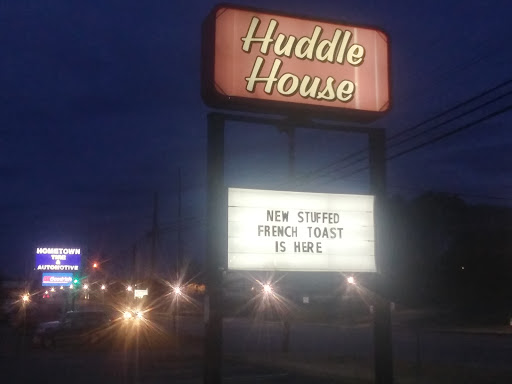 Huddle
House
NEW STUFFED
FRENCH TOAST
IS HERE
HOMETOWN
TIRE
&
AUTOMOTIVE